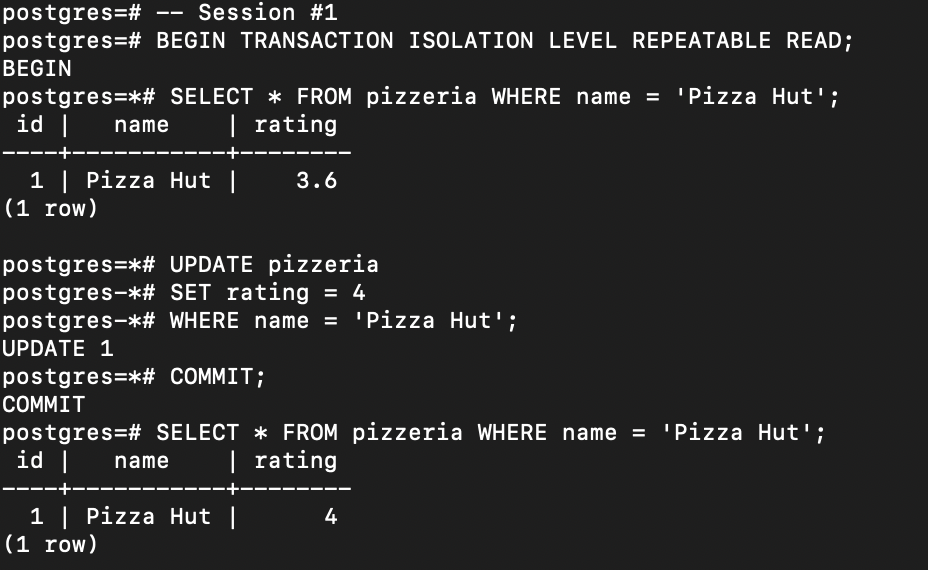 postgres=# -- Session #1
postgres=# BEGIN TRANSACTION ISOLATION LEVEL REPEATABLE READ;
BEGIN
postgres=*# SELECT * FROM pizzeria WHERE name = 'Pizza Hut';
 id |   name    | rating
----+-----------+--------
  1 | Pizza Hut |    3.6
(1 row)

postgres=*# UPDATE pizzeria
postgres-*# SET rating = 4
postgres-*# WHERE name = 'Pizza Hut';
UPDATE 1
postgres=*# COMMIT;
COMMIT
postgres=# SELECT * FROM pizzeria WHERE name = 'Pizza Hut';
 id |   name    | rating
----+-----------+--------
  1 | Pizza Hut |      4
(1 row)